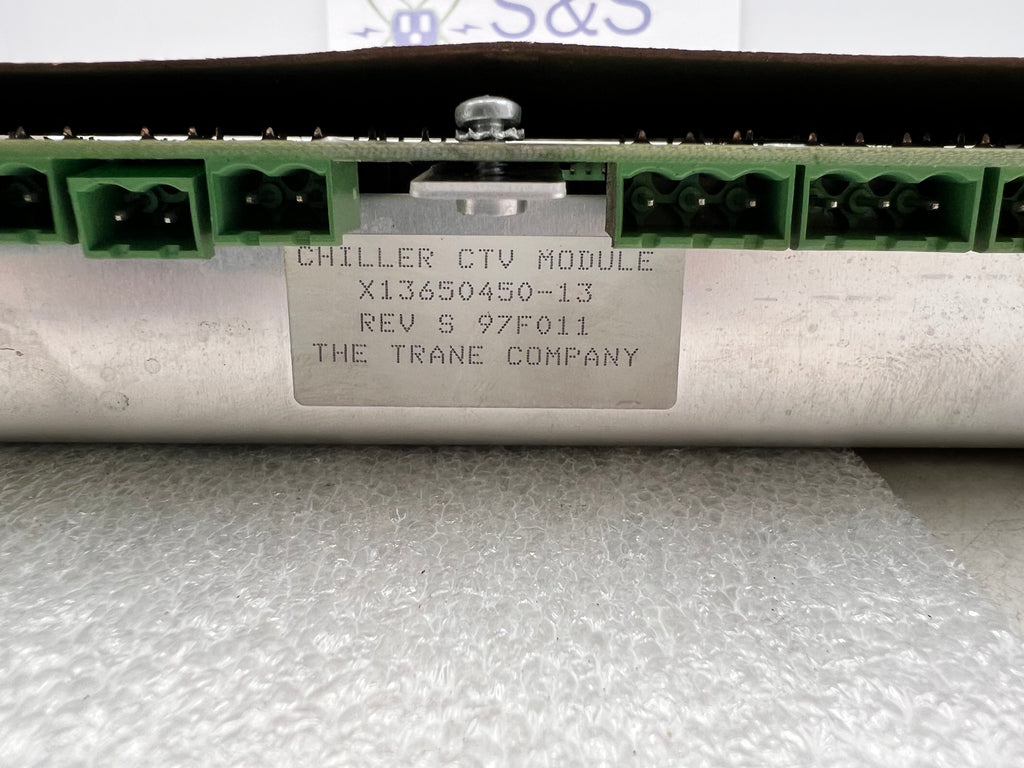 S&S
CHILLER CTV MODULE
X13650450-13
REV S 97F011
THE TRANE COMPANY